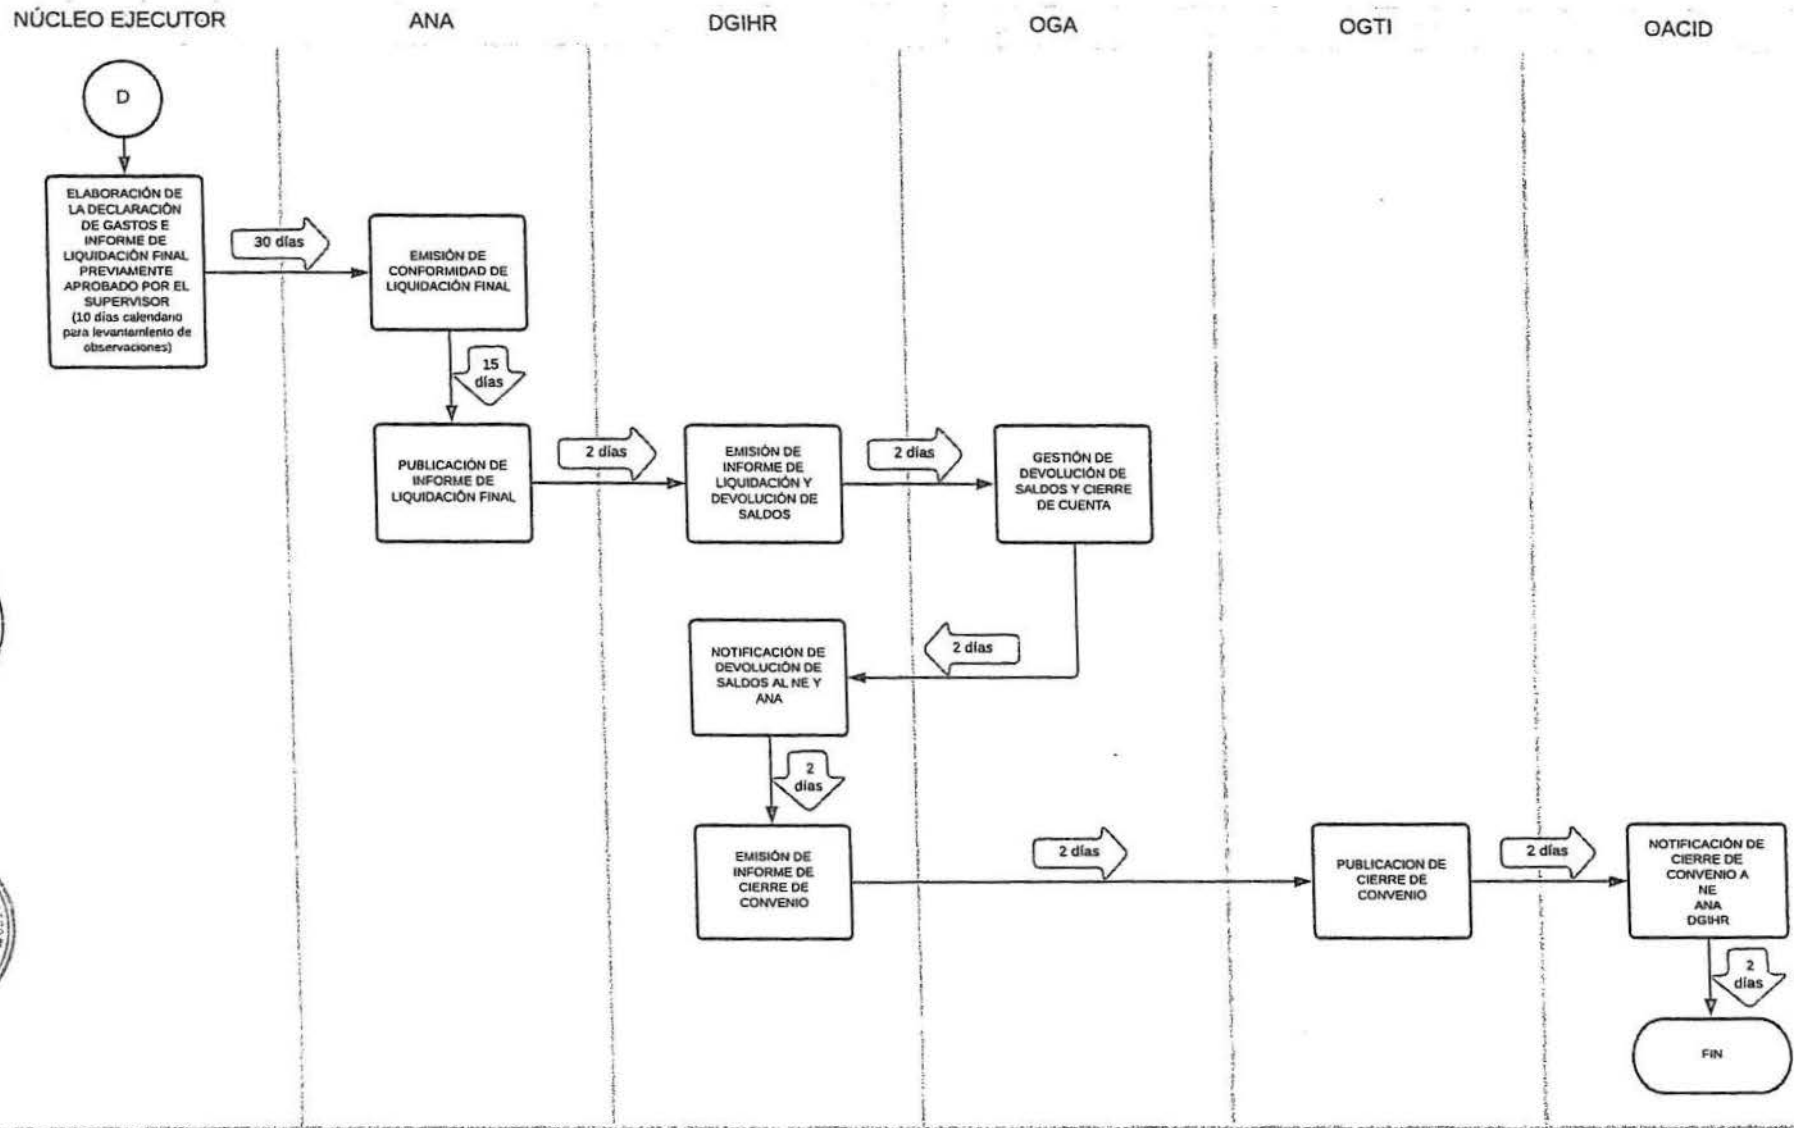 NÚCLEO EJECUTOR
ANA
DGIHR
OGA
OGTI
OACID
D
ELABORACIÓN DE
LA DECLARACIÓN
DE GASTOS E
INFORME DE
LIQUIDACIÓN FINAL
PREVIAMENTE
APROBADO POR EL
SUPERVISOR
(10 días calendario
para levantamiento de
observaciones)
30 días
EMISIÓN DE
CONFORMIDAD DE
LIQUIDACIÓN FINAL
15
días
PUBLICACIÓN DE
INFORME DE
LIQUIDACIÓN FINAL
2 días
EMISIÓN DE
INFORME DE
LIQUIDACIÓN Y
DEVOLUCIÓN DE
SALDOS
2 días
GESTIÓN DE
DEVOLUCIÓN DE
SALDOS Y CIERRE
DE CUENTA
2 días
NOTIFICACIÓN DE
DEVOLUCIÓN DE
SALDOS AL NE Y
ANA
2
días
EMISIÓN DE
INFORME DE
CIERRE DE
CONVENIO
2 días
PUBLICACION DE
CIERRE DE
CONVENIO
2 días
NOTIFICACIÓN DE
CIERRE DE
CONVENIO A
NE
ANA
DGIHR
2
días
FIN